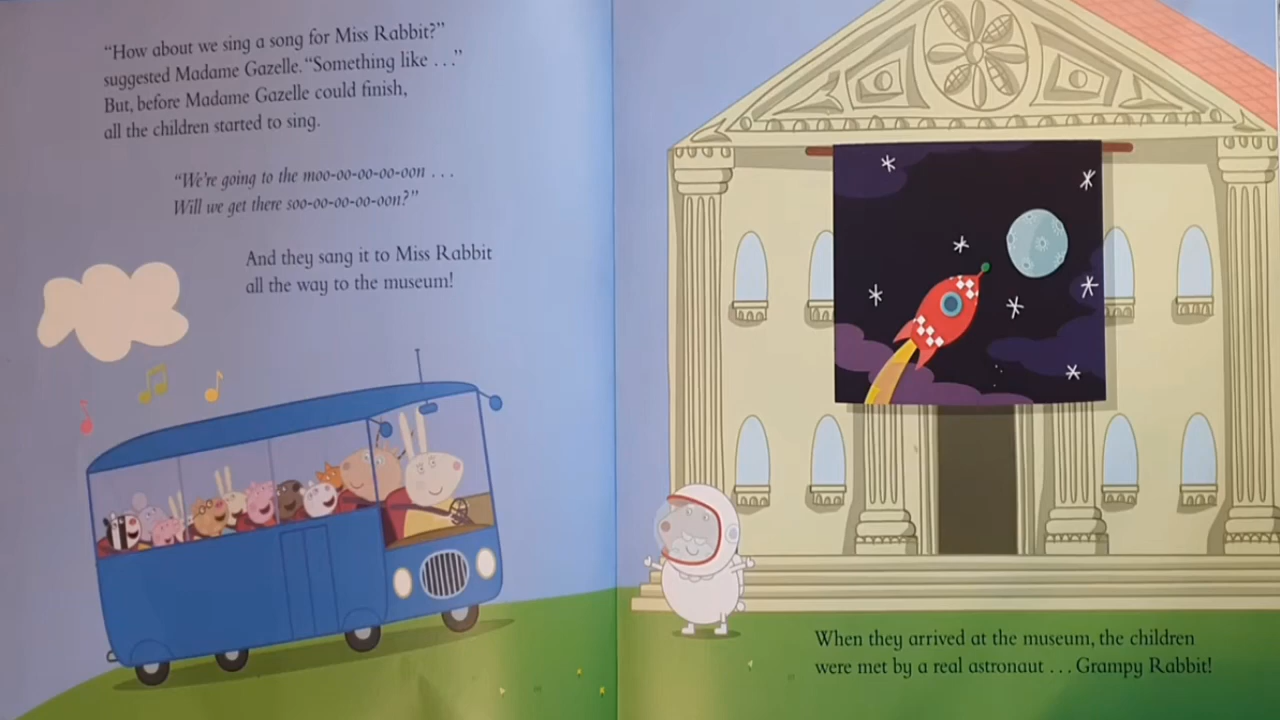 “How about we sing a song for Miss Rabbit?”
suggested Madame Gazelle. “Something like . . .”
But, before Madame Gazelle could finish,
all the children started to sing.
“We’re going to the moo-oo-oo-oo-oon . . .
Will we get there soo-oo-oo-oo-oon?”
And they sang it to Miss Rabbit
all the way to the museum!
When they arrived at the museum, the children
were met by a real astronaut . . . Grampy Rabbit!